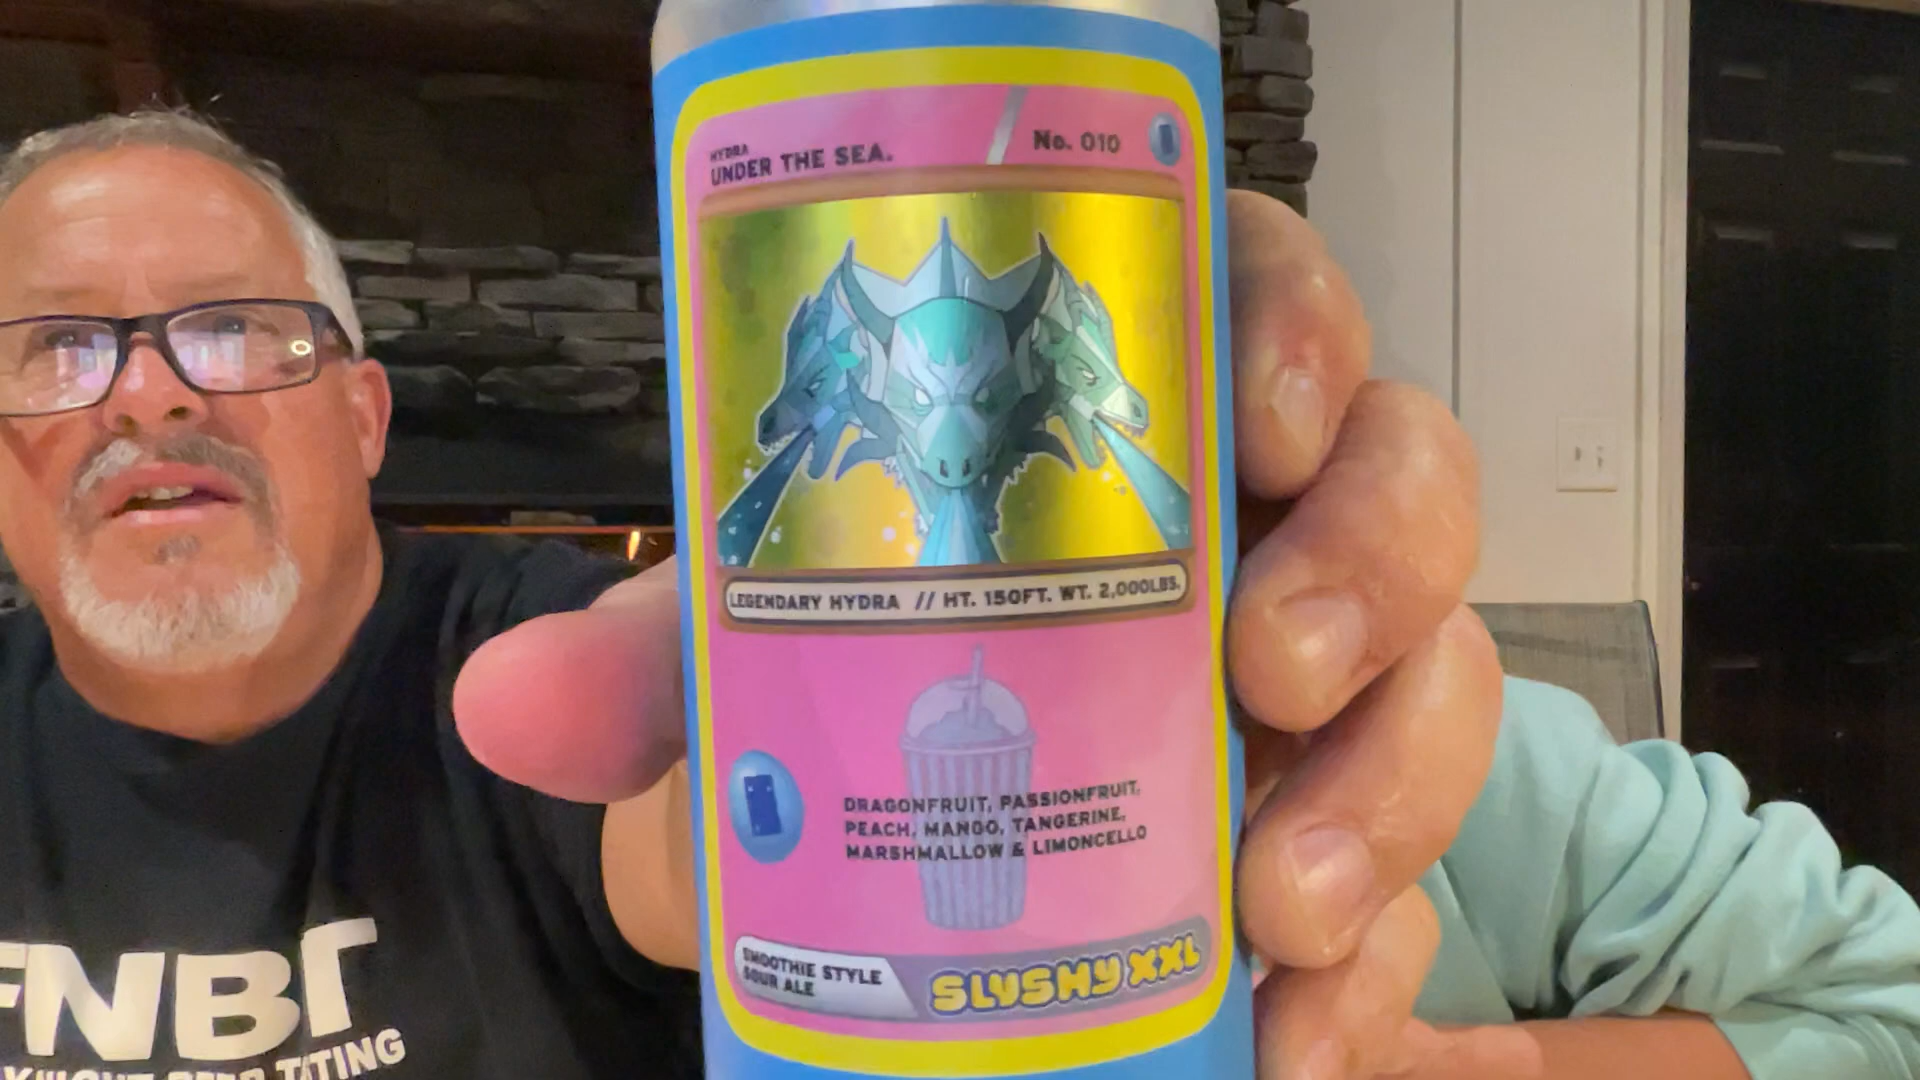 HYDRA
UNDER THE SEA.
No. 010
LEGENDARY HYDRA // HT. 150FT. WT. 2,000LBS.
DRAGONFRUIT, PASSIONFRUIT,
PEACH, MANGO, TANGERINE,
MARSHMALLOW & LIMONCELLO
SMOOTHIE STYLE
SOUR ALE
SLUSHY XXL
FNBT